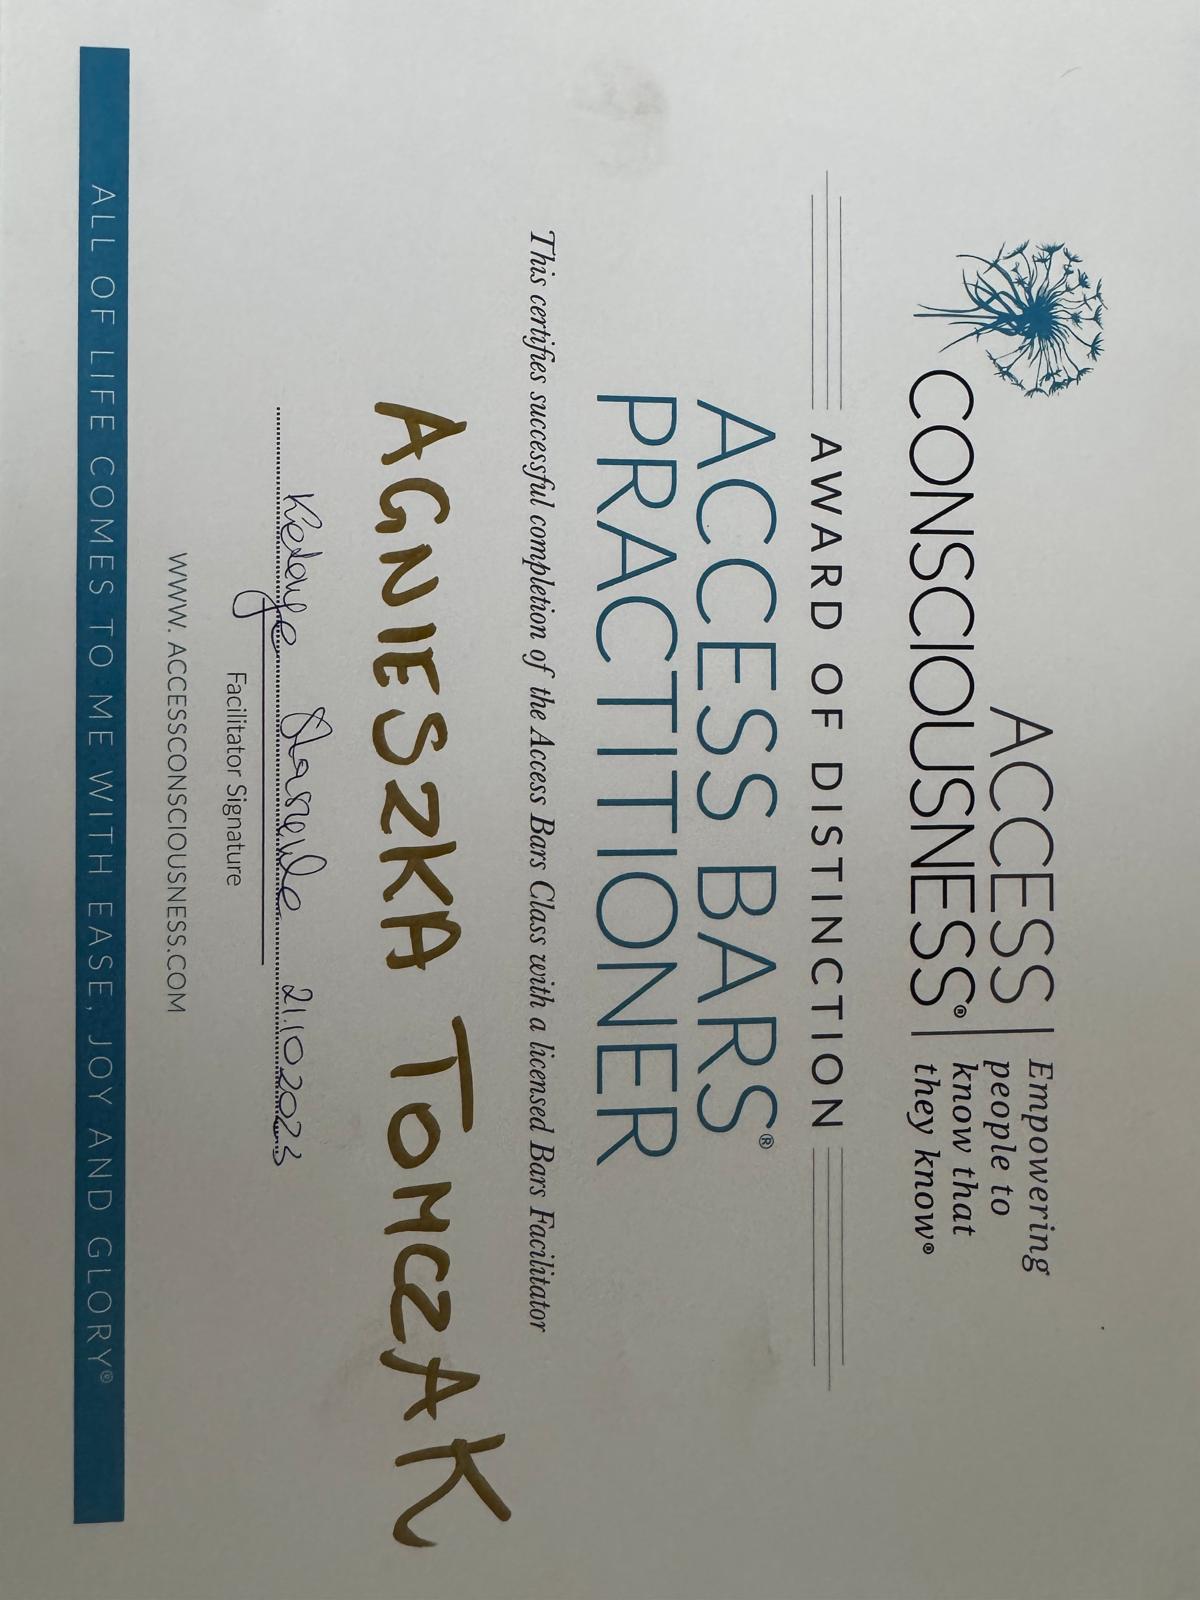 ACCESS
CONSCIOUSNESS®
Empowering
people to
know that
they know®
AWARD OF DISTINCTION
ACCESS BARS®
PRACTITIONER
This certifies successful completion of the Access Bars Class with a licensed Bars Facilitator
AGNIESZKA TOMCZAK
21.10.2023
Facilitator Signature
WWW.ACCESSCONSCIOUSNESS.COM
ALL OF LIFE COMES TO ME WITH EASE, JOY AND GLORY®